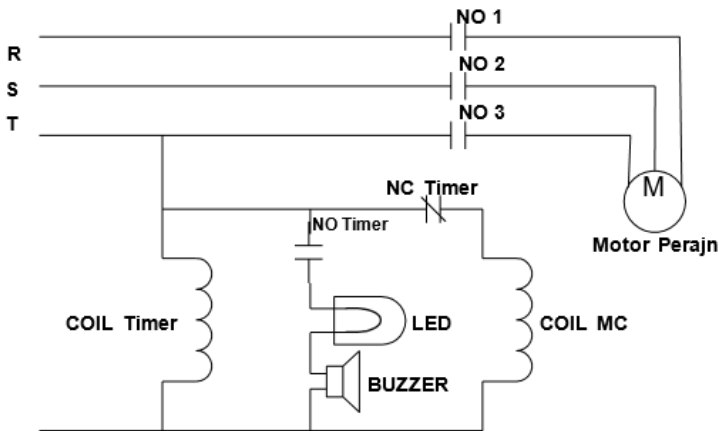 NO 1
R
NO 2
S
NO 3
T
M
NC Timer
NO Timer
Motor Perajn
COIL Timer
LED
COIL MC
BUZZER